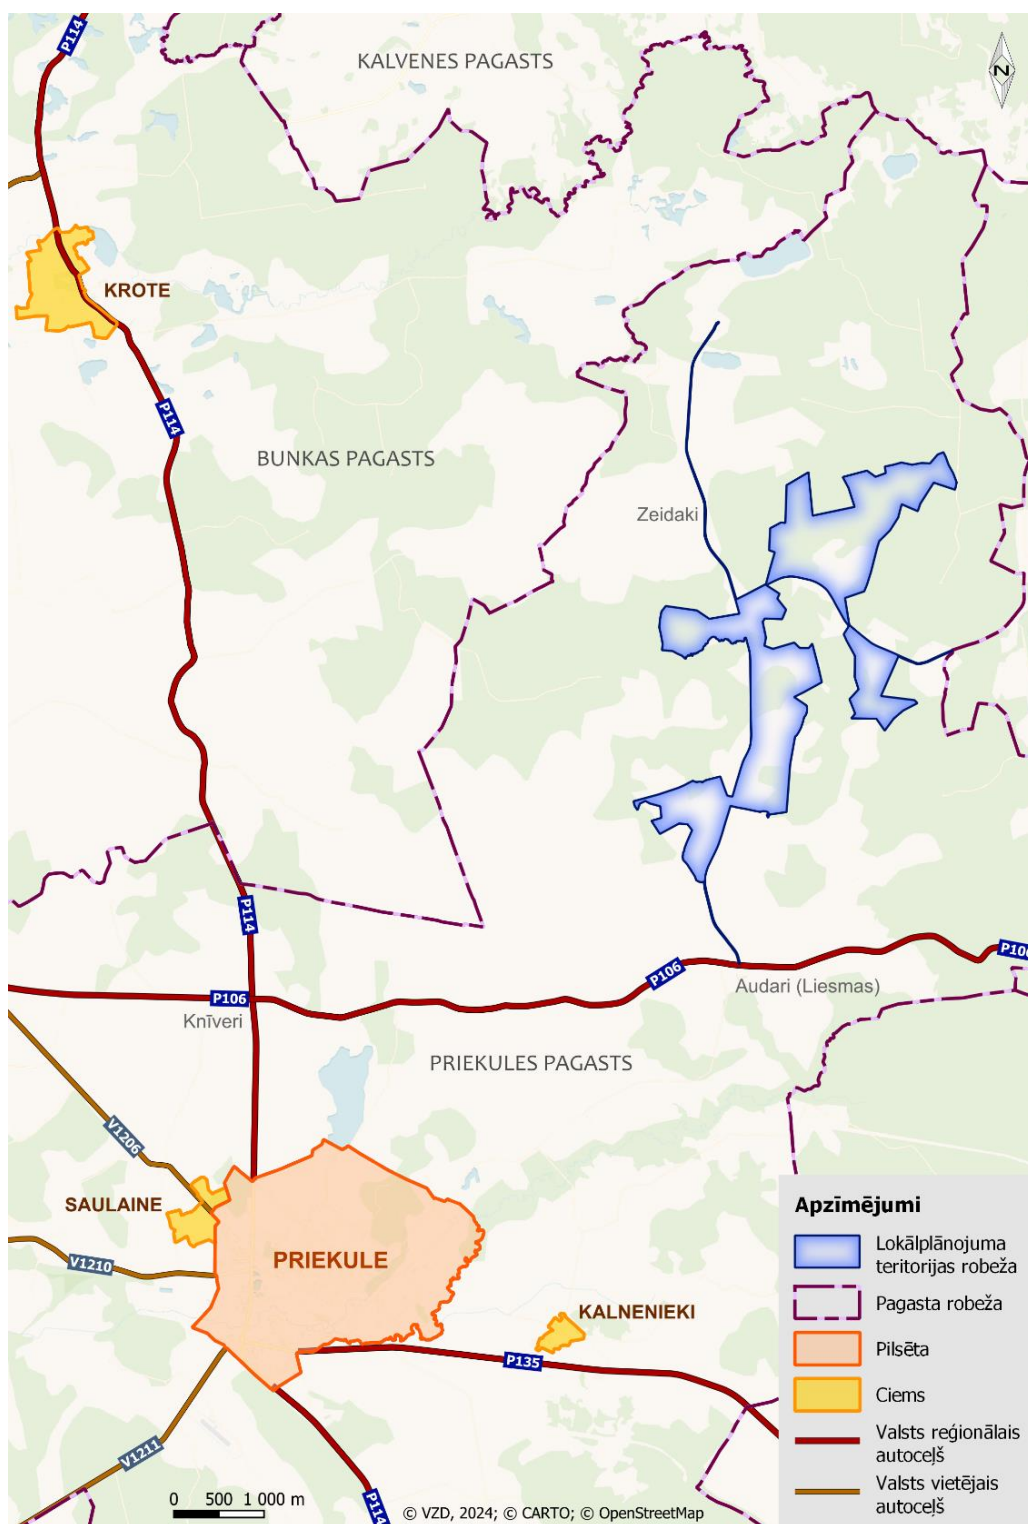 P114
KALVENES PAGASTS
N
KROTE
P114
BUNKAS PAGASTS
Zeidaki
P114
P106
P106
P106
Audari (Liesmas)
Knīveri
PRIEKULES PAGASTS
V1206
SAULAINE
V1210
PRIEKULE
KALNENIEKI
P135
V1211
P114
Apzīmējumi
Lokālplānojuma
teritorijas robeža
Pagasta robeža
Pilsēta
Ciems
Valsts reģionālais
autoceļš
Valsts vietējais
autoceļš
0 500 1 000 m
© VZD, 2024; © CARTO; © OpenStreetMap